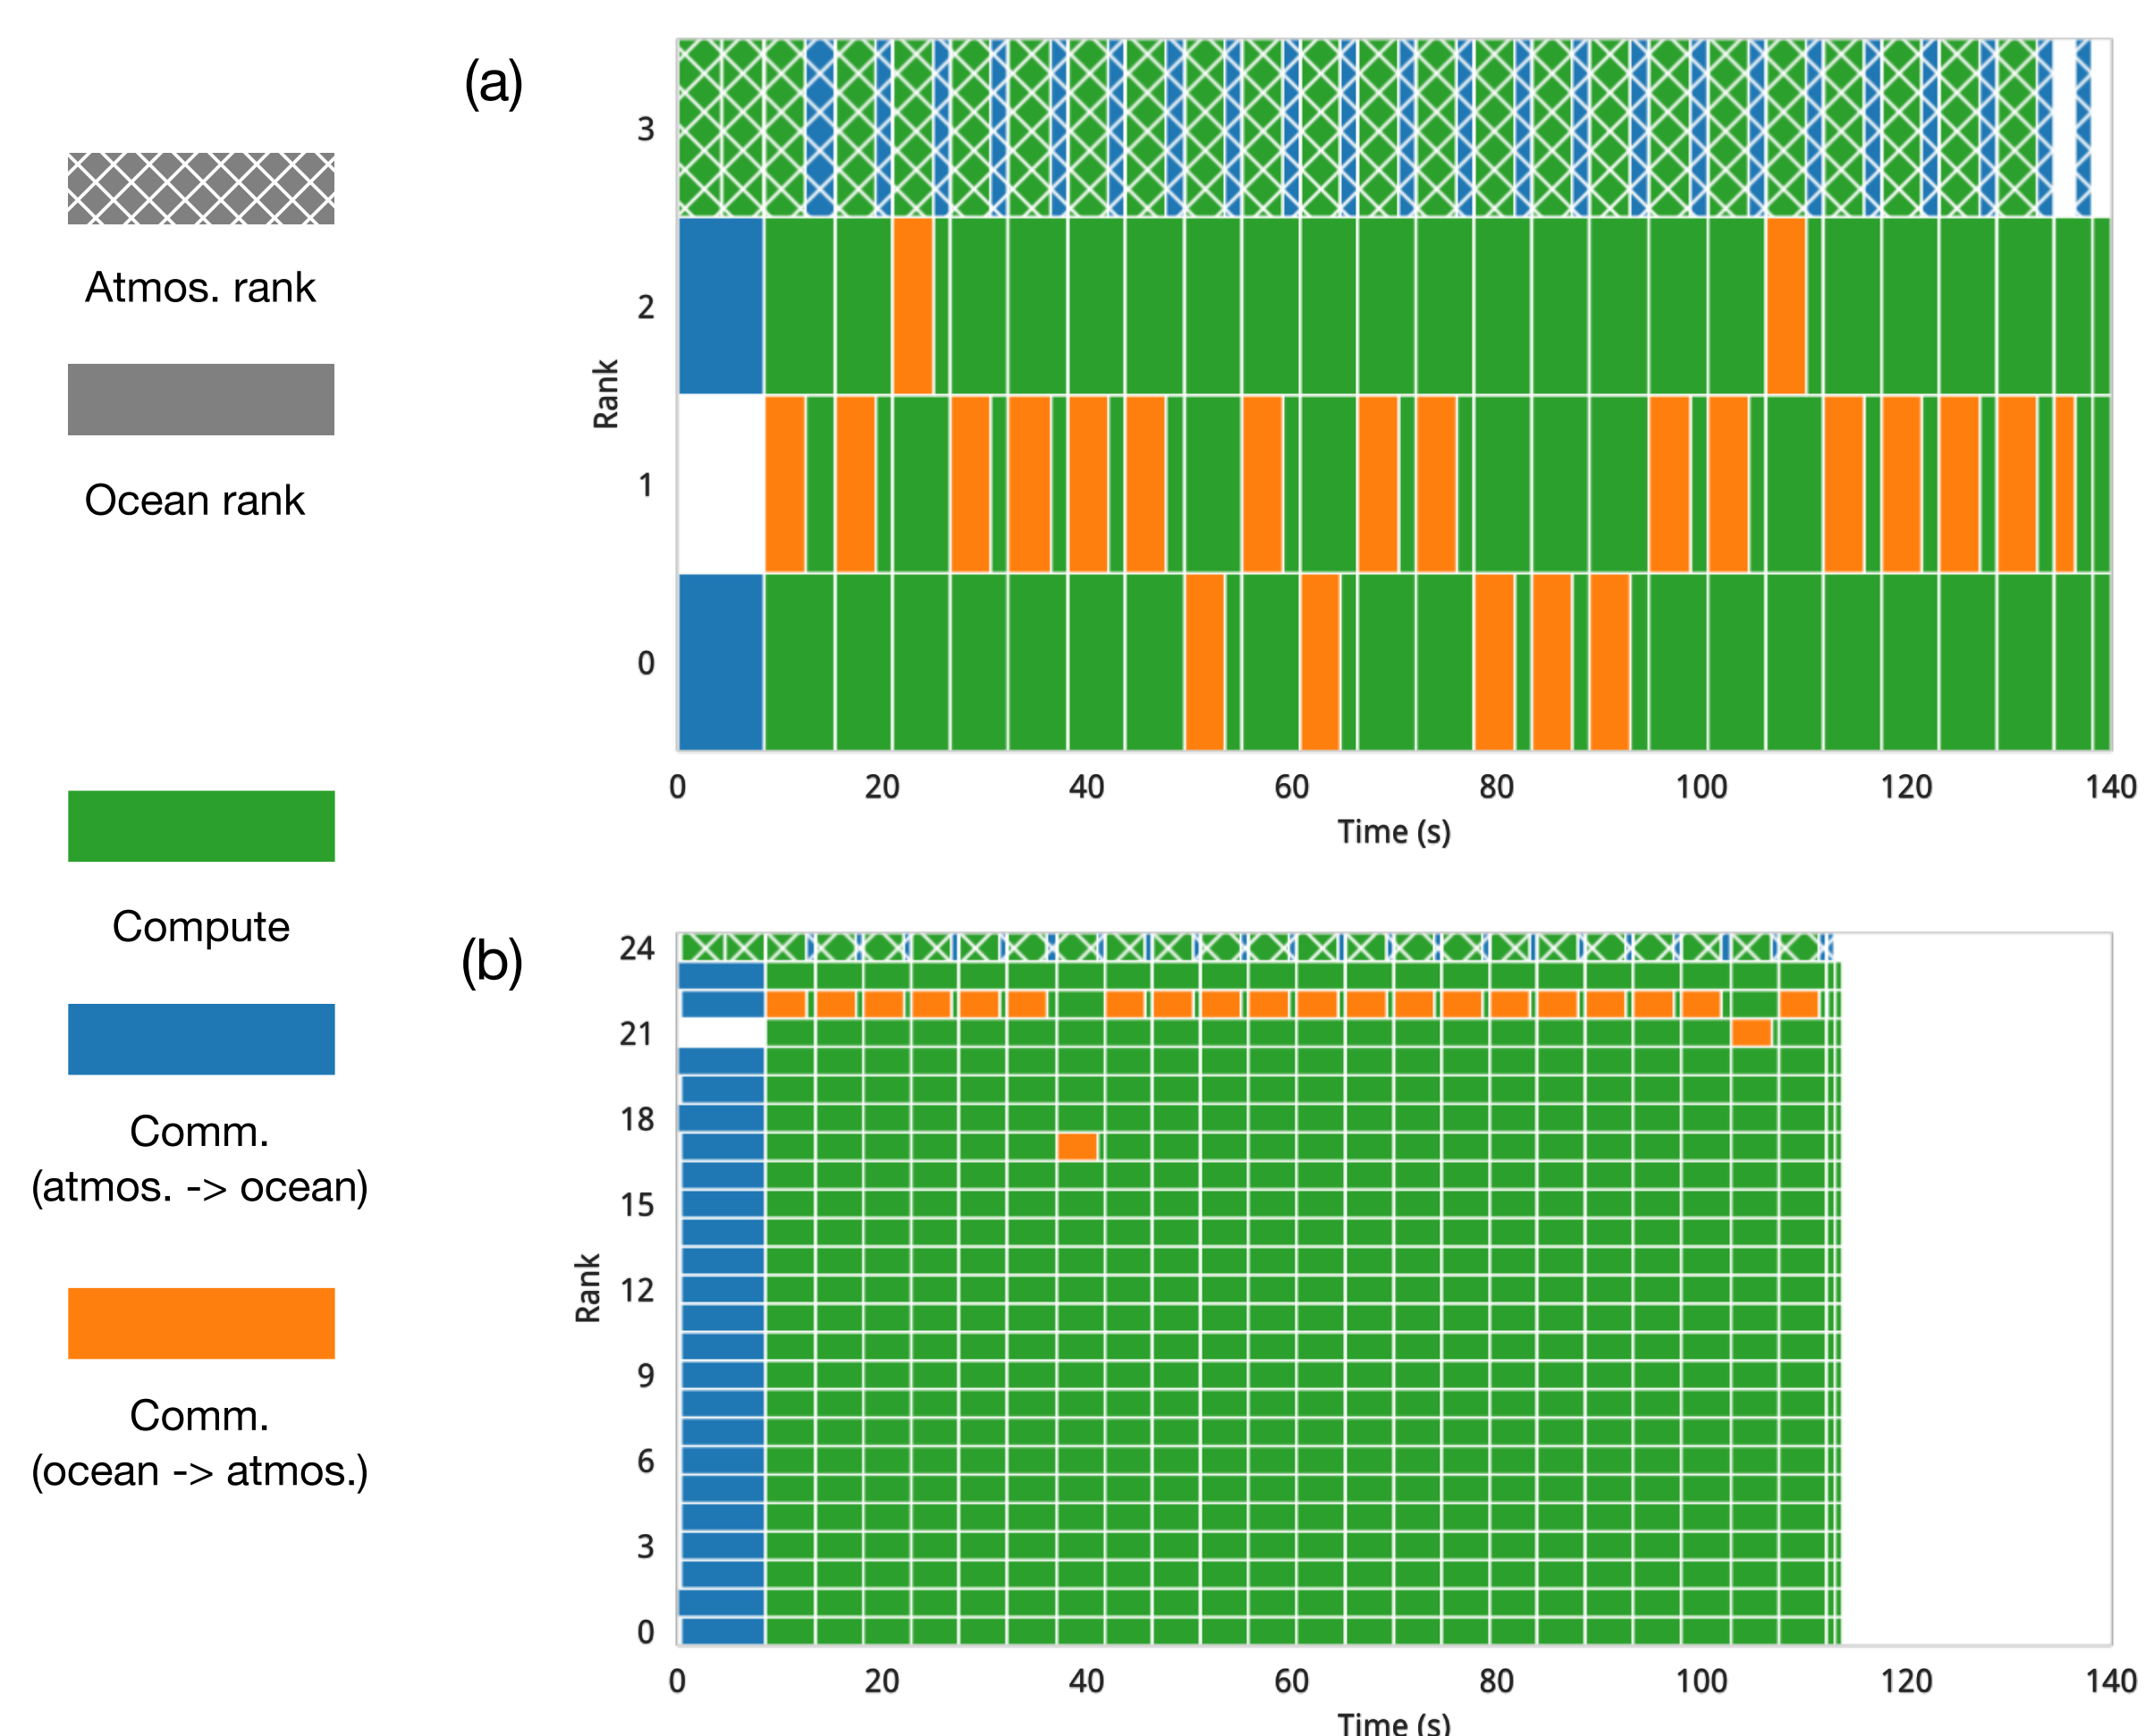 Atmos. rank
Ocean rank
Compute
Comm.
(atmos. -> ocean)
Comm.
(ocean -> atmos.)
(a)
3
2
1
0
Rank
0 20 40 60 80 100 120 140
Time (s)
(b)
24
21
18
15
12
9
6
3
0
Rank
0 20 40 60 80 100 120 140
Time (s)